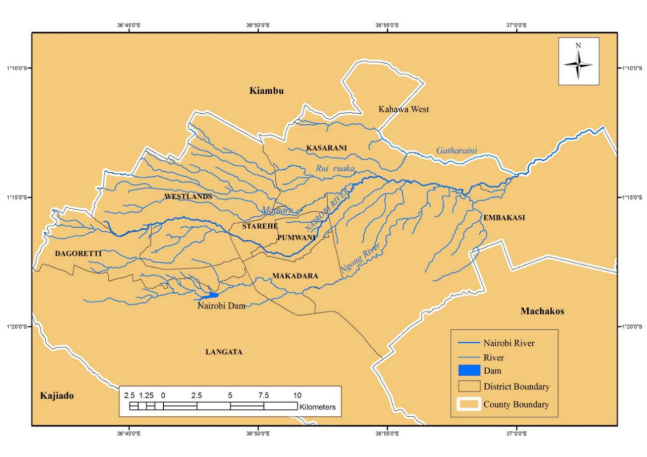 36°45'0"E 36°50'0"E 36°55'0"E 37°0'0"E
N
1°10'0"S 1°10'0"S
Kiambu
Kahawa West
KASARANI
Gatharaini
Rui ruaka
1°15'0"S 1°15'0"S
WESTLANDS
Mathare
NAIROBI RIVER
EMBAKASI
STAREHE
PUMWANI
DAGORETTI
Ngong River
MAKADARA
Nairobi Dam
Machakos
1°20'0"S 1°20'0"S
LANGATA
Nairobi River
River
Dam
District Boundary
County Boundary
Kajiado
2.5 1.25 0 2.5 5 7.5 10
Kilometers
36°45'0"E 36°50'0"E 36°55'0"E 37°0'0"E